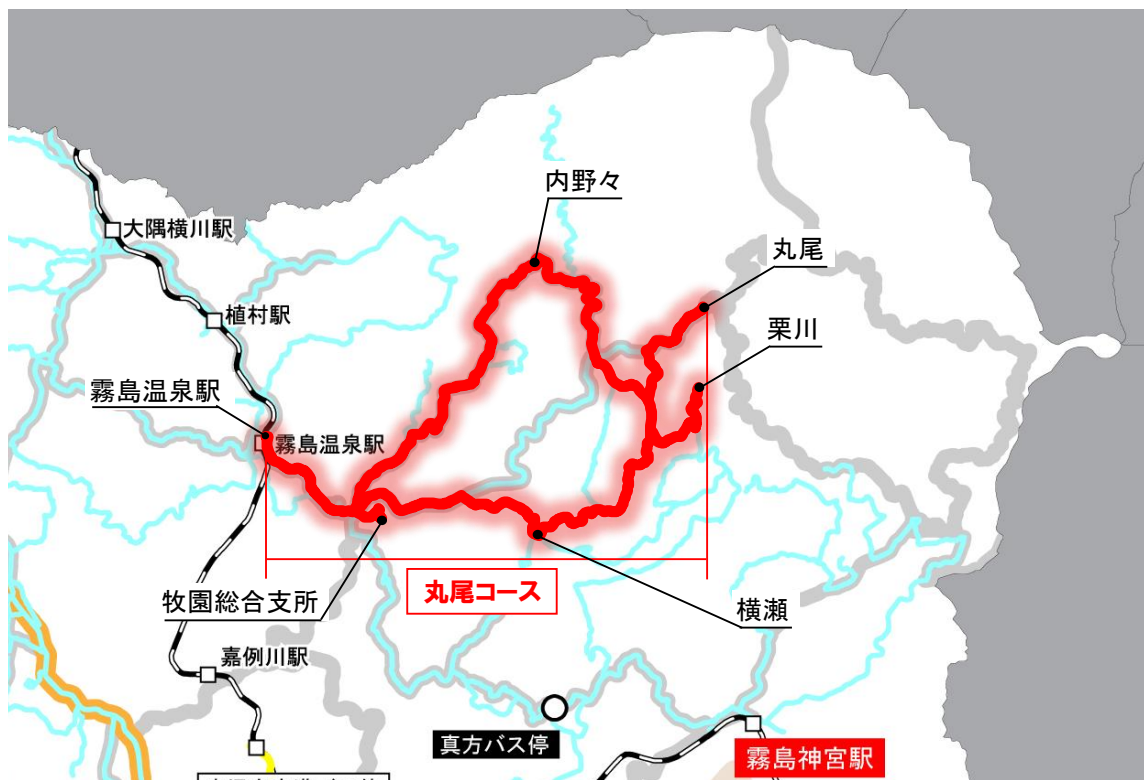 内野々
大隅横川駅
丸尾
植村駅
栗川
霧島温泉駅
霧島温泉駅
丸尾コース
牧園総合支所
横瀬
嘉例川駅
真方バス停
霧島神宮駅